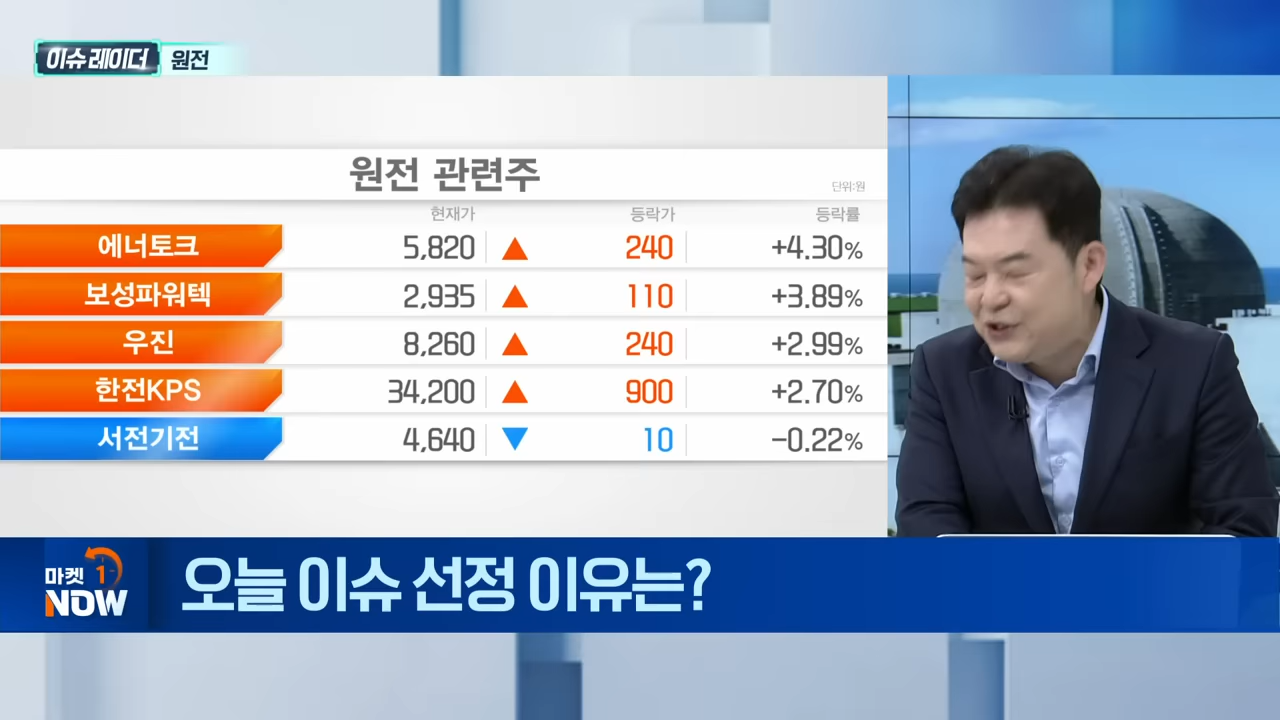 이슈 레이더 원전
원전 관련주
단위:원
현재가 등락가 등락률
에너토크 5,820 ▲ 240 +4.30%
보성파워텍 2,935 ▲ 110 +3.89%
우진 8,260 ▲ 240 +2.99%
한전KPS 34,200 ▲ 900 +2.70%
서전기전 4,640 ▼ 10 -0.22%
마켓 1
NOW
오늘 이슈 선정 이유는?